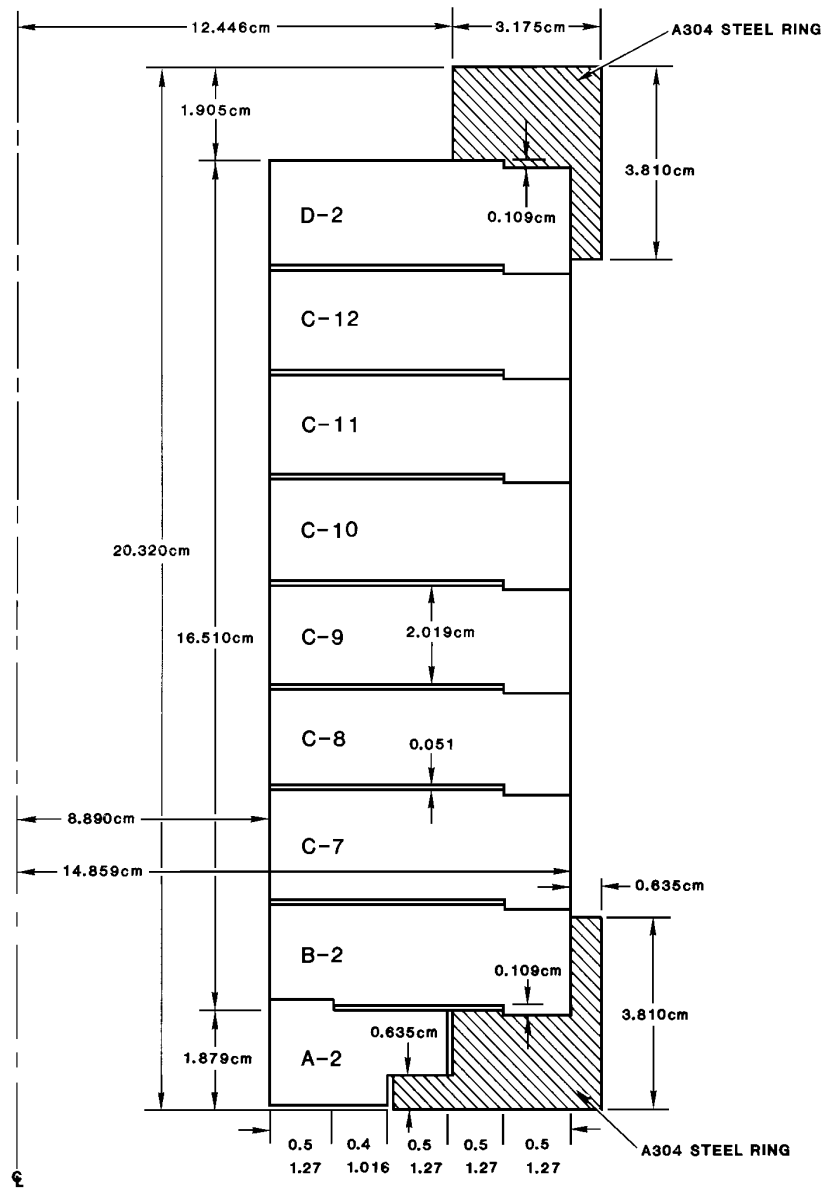 12.446cm
3.175cm
A304 STEEL RING
1.905cm
3.810cm
D-2
0.109cm
C-12
C-11
C-10
20.320cm
16.510cm
C-9
2.019cm
C-8
0.051
8.890cm
C-7
14.859cm
0.635cm
B-2
0.109cm
3.810cm
0.635cm
1.879cm
A-2
0.5 0.4 0.5 0.5 0.5
1.27 1.016 1.27 1.27 1.27
A304 STEEL RING
℄